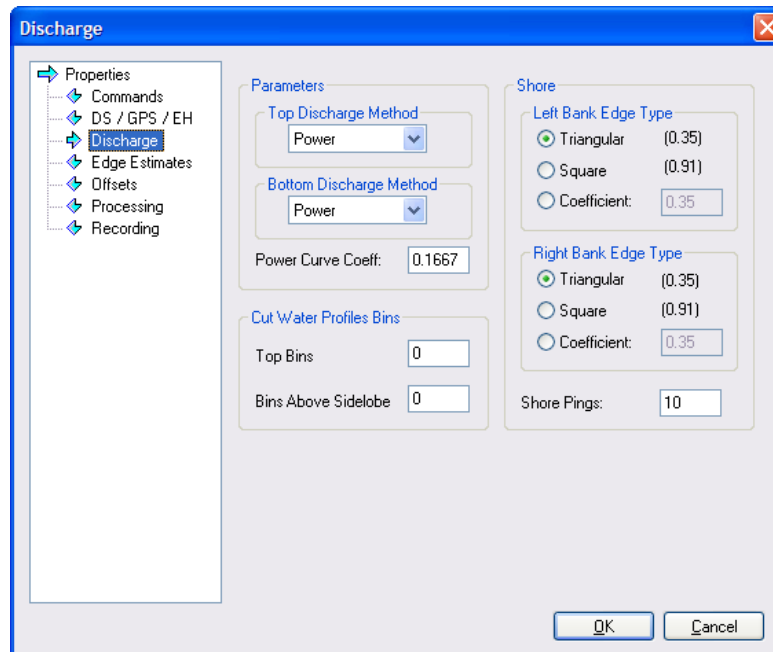 Discharge
Properties
Commands
DS / GPS / EH
Discharge
Edge Estimates
Offsets
Processing
Recording
Parameters
Top Discharge Method
Power
Bottom Discharge Method
Power
Power Curve Coeff: 0.1667
Cut Water Profiles Bins
Top Bins 0
Bins Above Sidelobe 0
Shore
Left Bank Edge Type
Triangular (0.35)
Square (0.91)
Coefficient: 0.35
Right Bank Edge Type
Triangular (0.35)
Square (0.91)
Coefficient: 0.35
Shore Pings: 10
OK Cancel